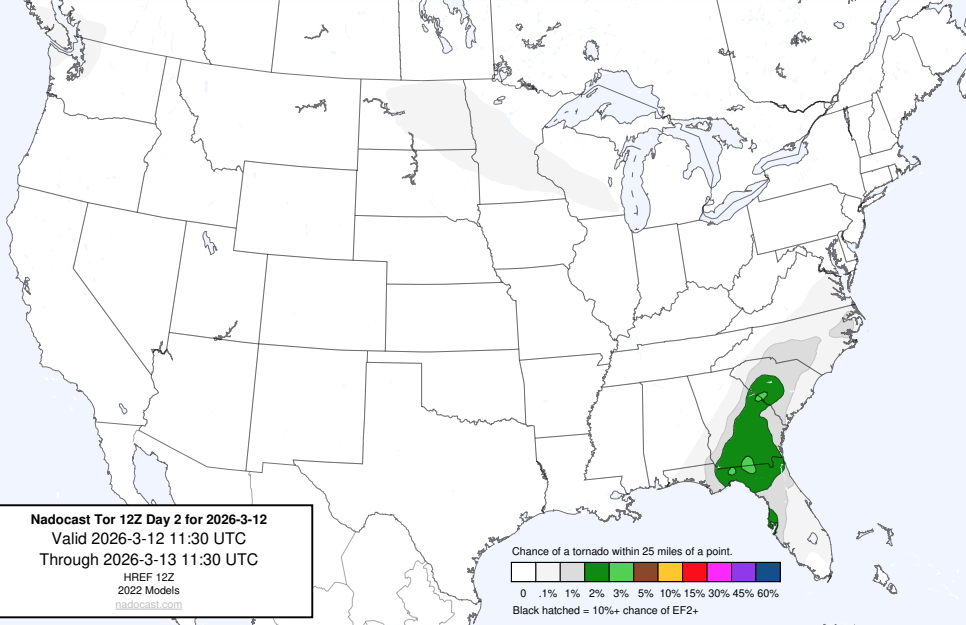 Nadocast Tor 12Z Day 2 for 2026-3-12
Valid 2026-3-12 11:30 UTC
Through 2026-3-13 11:30 UTC
HREF 12Z
2022 Models
nadocast.com
Chance of a tornado within 25 miles of a point.
0 .1% 1% 2% 3% 5% 10% 15% 30% 45% 60%
Black hatched = 10%+ chance of EF2+